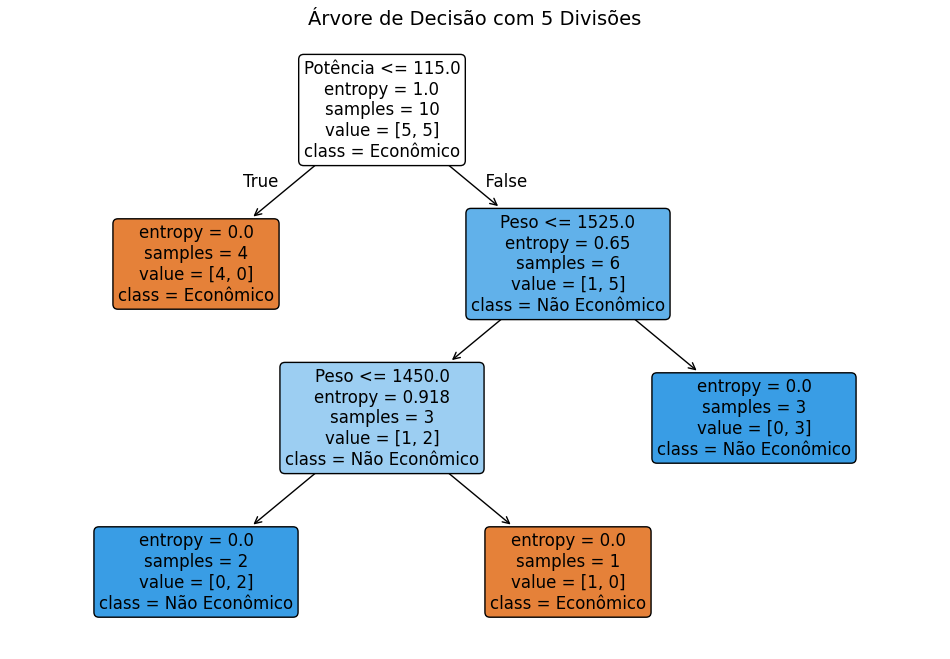 Árvore de Decisão com 5 Divisões
Potência <= 115.0
entropy = 1.0
samples = 10
value = [5, 5]
class = Econômico
True
False
entropy = 0.0
samples = 4
value = [4, 0]
class = Econômico
Peso <= 1525.0
entropy = 0.65
samples = 6
value = [1, 5]
class = Não Econômico
Peso <= 1450.0
entropy = 0.918
samples = 3
value = [1, 2]
class = Não Econômico
entropy = 0.0
samples = 3
value = [0, 3]
class = Não Econômico
entropy = 0.0
samples = 2
value = [0, 2]
class = Não Econômico
entropy = 0.0
samples = 1
value = [1, 0]
class = Econômico